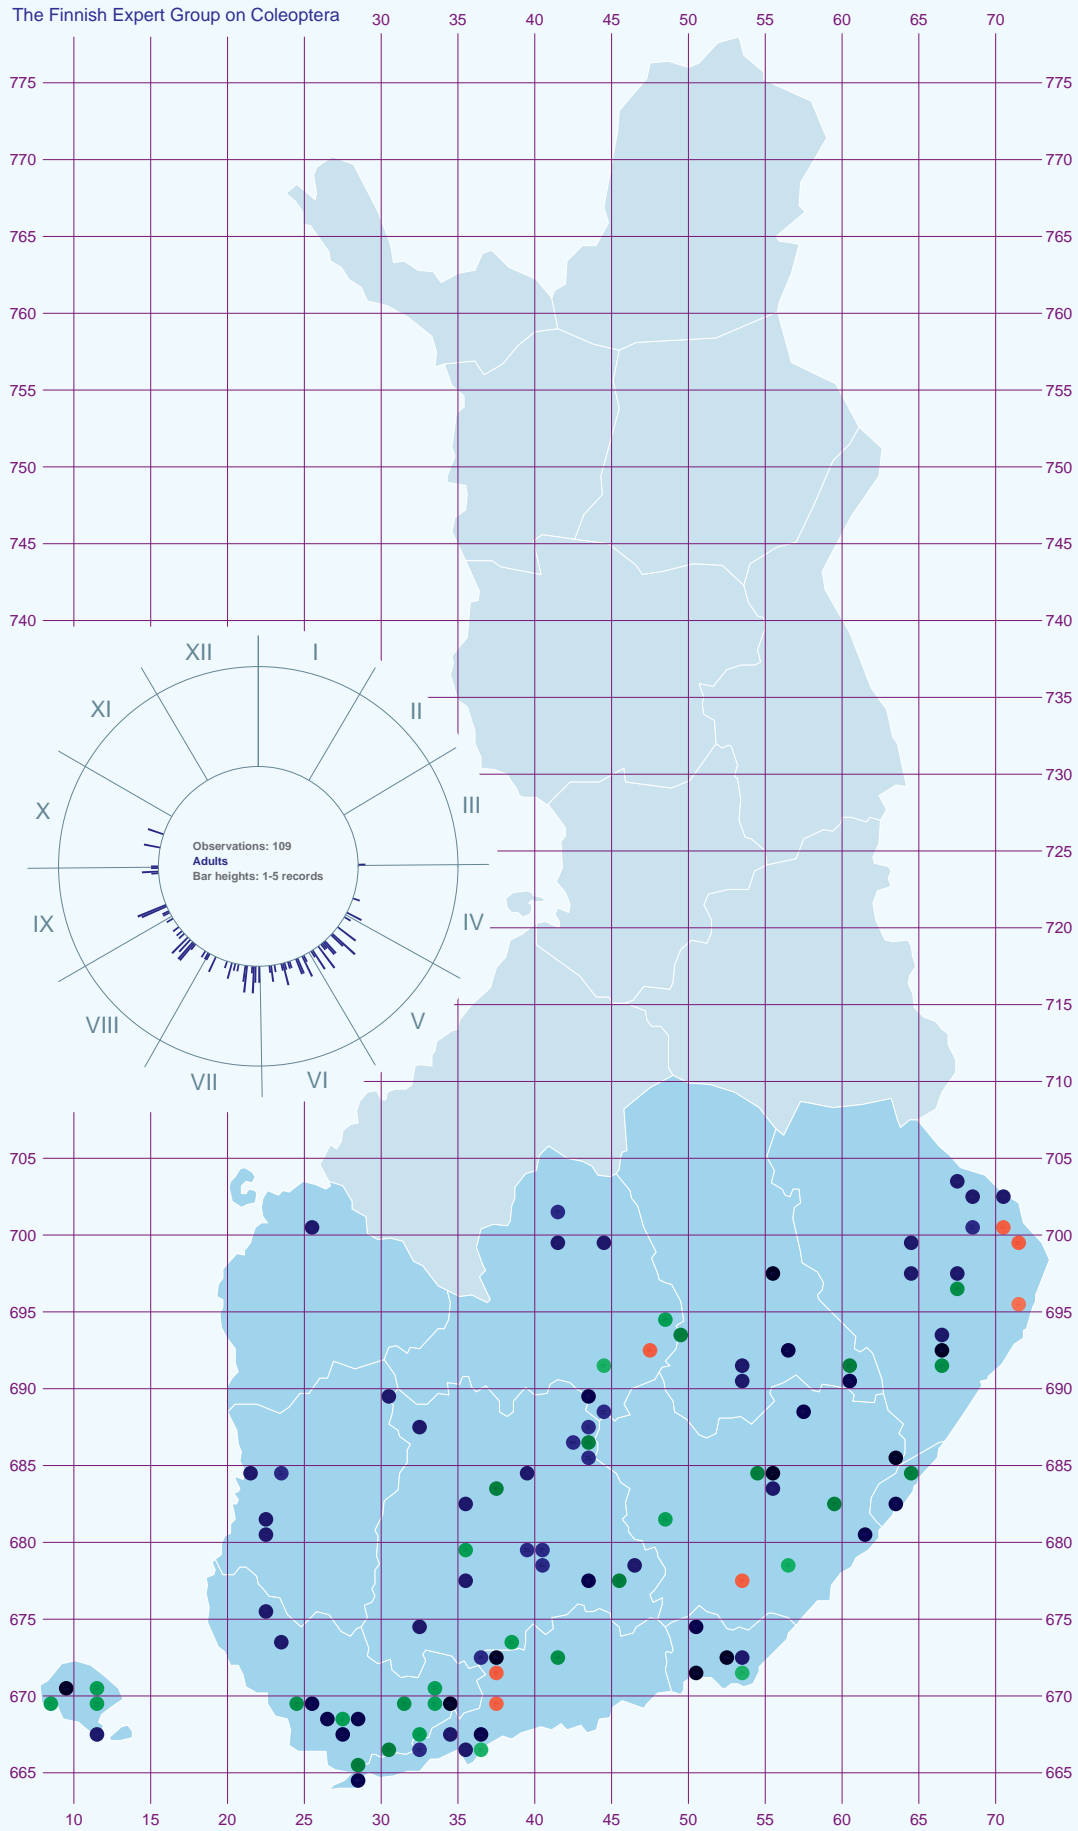 The Finnish Expert Group on Coleoptera
30 35 40 45 50 55 60 65 70
775 775
770 770
765 765
760 760
755 755
750 750
745 745
740 740
XII I
XI II
735
730
X III
725
Observations: 109
Adults
Bar heights: 1-5 records
IX IV
720
715
VIII V
VII VI
710
705 705
700 700
695 695
690 690
685 685
680 680
675 675
670 670
665 665
10 15 20 25 30 35 40 45 50 55 60 65 70